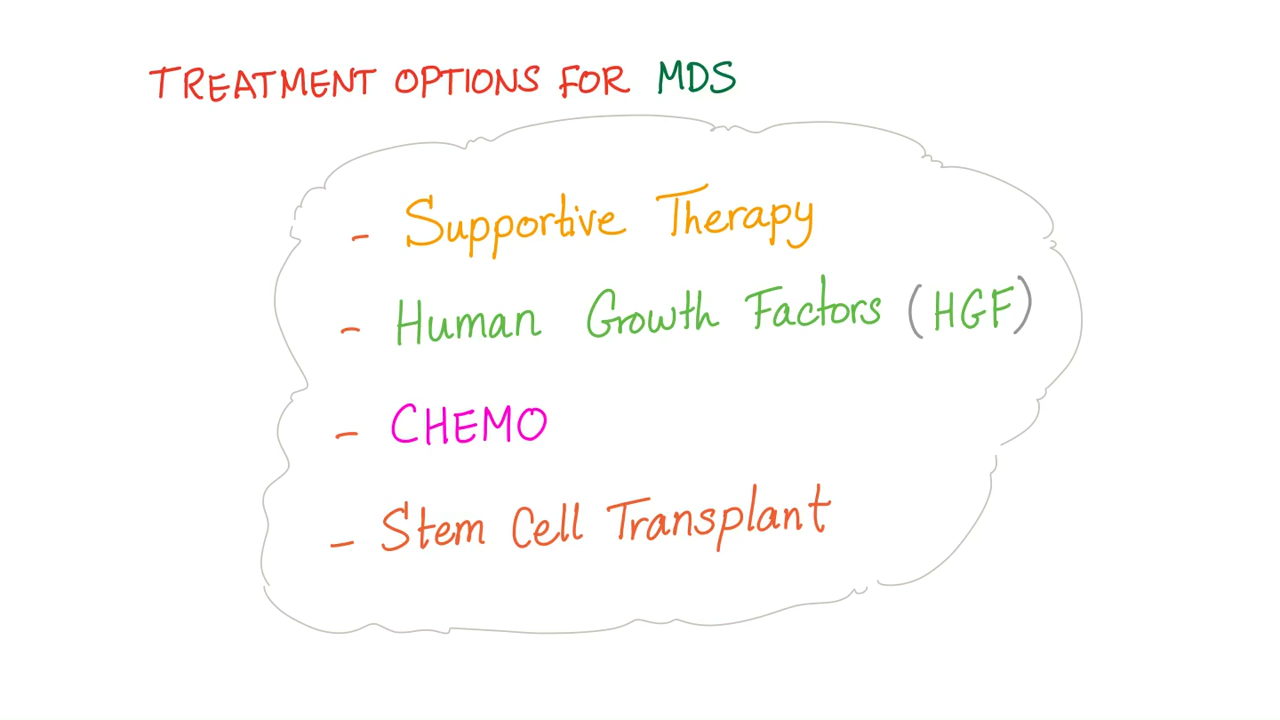 TREATMENT OPTIONS FOR MDS
- Supportive Therapy
- Human Growth Factors (HGF)
- CHEMO
- Stem Cell Transplant